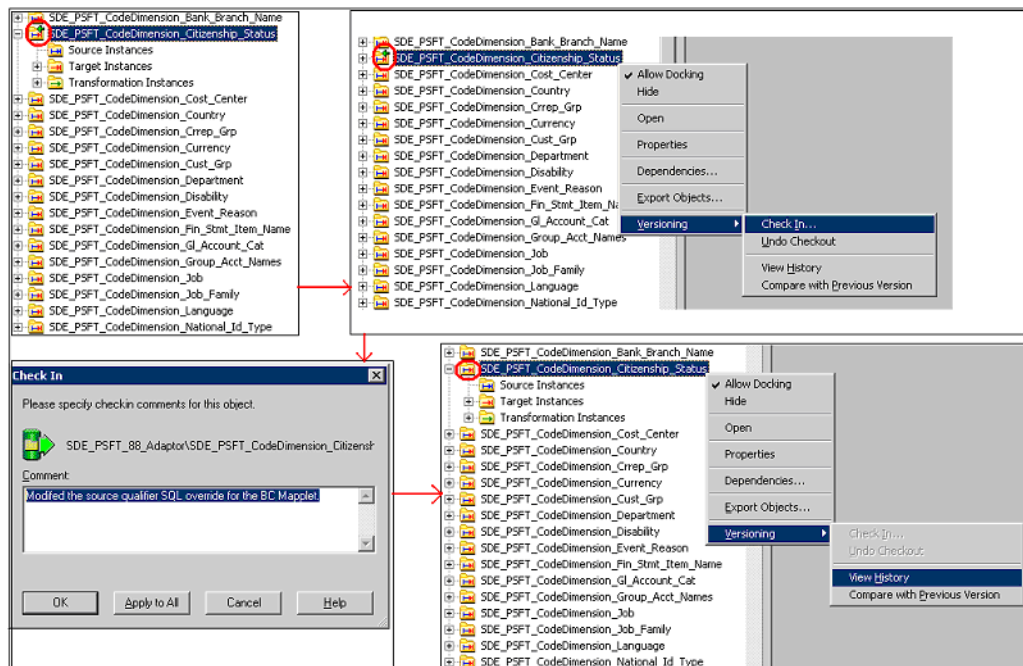 SDE_PSFT_CodeDimension_Bank_Branch_Name
SDE_PSFT_CodeDimension_Citizenship_Status
Source Instances
Target Instances
Transformation Instances
SDE_PSFT_CodeDimension_Cost_Center
SDE_PSFT_CodeDimension_Country
SDE_PSFT_CodeDimension_Crrep_Grp
SDE_PSFT_CodeDimension_Currency
SDE_PSFT_CodeDimension_Cust_Grp
SDE_PSFT_CodeDimension_Department
SDE_PSFT_CodeDimension_Disability
SDE_PSFT_CodeDimension_Event_Reason
SDE_PSFT_CodeDimension_Fin_Stmt_Item_Name
SDE_PSFT_CodeDimension_Gl_Account_Cat
SDE_PSFT_CodeDimension_Group_Acct_Names
SDE_PSFT_CodeDimension_Job
SDE_PSFT_CodeDimension_Job_Family
SDE_PSFT_CodeDimension_Language
SDE_PSFT_CodeDimension_National_Id_Type
SDE_PSFT_CodeDimension_Bank_Branch_Name
SDE_PSFT_CodeDimension_Citizenship_Status
SDE_PSFT_CodeDimension_Cost_Center
SDE_PSFT_CodeDimension_Country
SDE_PSFT_CodeDimension_Crrep_Grp
SDE_PSFT_CodeDimension_Currency
SDE_PSFT_CodeDimension_Cust_Grp
SDE_PSFT_CodeDimension_Department
SDE_PSFT_CodeDimension_Disability
SDE_PSFT_CodeDimension_Event_Reason
SDE_PSFT_CodeDimension_Fin_Stmt_Item_Na
SDE_PSFT_CodeDimension_Gl_Account_Cat
SDE_PSFT_CodeDimension_Group_Acct_Names
SDE_PSFT_CodeDimension_Job
SDE_PSFT_CodeDimension_Job_Family
SDE_PSFT_CodeDimension_Language
SDE_PSFT_CodeDimension_National_Id_Type
Allow Docking
Hide
Open
Properties
Dependencies...
Export Objects...
Versioning
Check In...
Undo Checkout
View History
Compare with Previous Version
Check In
Please specify checkin comments for this object.
SDE_PSFT_88_Adaptor\SDE_PSFT_CodeDimension_Citizensh
Comment
Modifed the source qualifier SQL override for the BC Mapplet.
OK
Apply to All
Cancel
Help
SDE_PSFT_CodeDimension_Bank_Branch_Name
SDE_PSFT_CodeDimension_Citizenship_Status
Source Instances
Target Instances
Transformation Instances
SDE_PSFT_CodeDimension_Cost_Center
SDE_PSFT_CodeDimension_Country
SDE_PSFT_CodeDimension_Crrep_Grp
SDE_PSFT_CodeDimension_Currency
SDE_PSFT_CodeDimension_Cust_Grp
SDE_PSFT_CodeDimension_Department
SDE_PSFT_CodeDimension_Disability
SDE_PSFT_CodeDimension_Event_Reason
SDE_PSFT_CodeDimension_Fin_Stmt_Item_Name
SDE_PSFT_CodeDimension_Gl_Account_Cat
SDE_PSFT_CodeDimension_Group_Acct_Names
SDE_PSFT_CodeDimension_Job
SDE_PSFT_CodeDimension_Job_Family
SDE_PSFT_CodeDimension_Language
SDE_PSFT_CodeDimension_National_Id_Type
Allow Docking
Hide
Open
Properties
Dependencies...
Export Objects...
Versioning
Check In...
Undo Checkout
View History
Compare with Previous Version